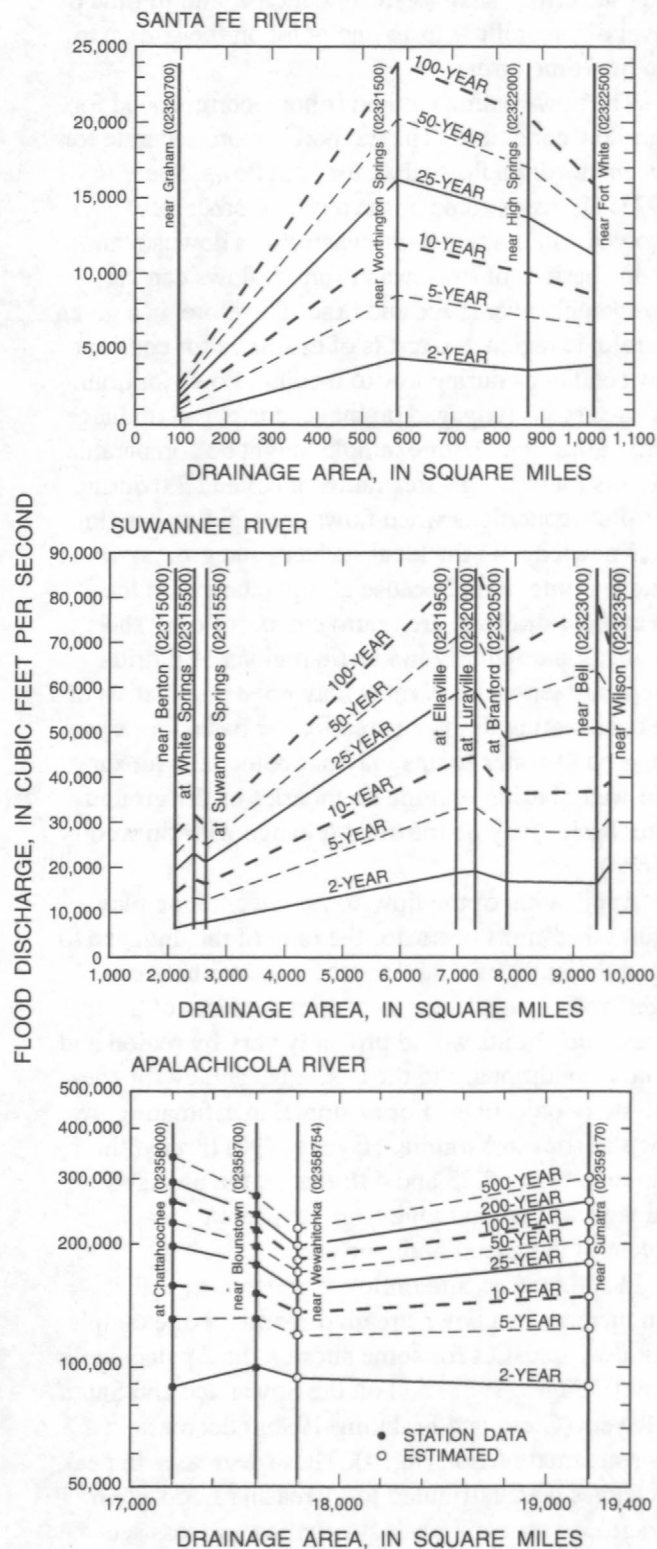 SANTA FE RIVER
25,000
20,000
15,000
10,000
5,000
0
near Graham (02320700)
near Worthington Springs (02321500)
near High Springs (02322000)
near Fort White (02322500)
100-YEAR
50-YEAR
25-YEAR
10-YEAR
5-YEAR
2-YEAR
0 100 200 300 400 500 600 700 800 900 1,000 1,100
DRAINAGE AREA, IN SQUARE MILES
FLOOD DISCHARGE, IN CUBIC FEET PER SECOND
SUWANNEE RIVER
90,000
80,000
70,000
60,000
50,000
40,000
30,000
20,000
10,000
0
near Benton (02315000)
at White Springs (02315500)
at Suwannee Springs (02315550)
at Ellaville (02319500)
at Luraville (02320000)
at Branford (02320500)
near Bell (02323000)
near Wilcox (02323500)
100-YEAR
50-YEAR
25-YEAR
10-YEAR
5-YEAR
2-YEAR
1,000 2,000 3,000 4,000 5,000 6,000 7,000 8,000 9,000 10,000
DRAINAGE AREA, IN SQUARE MILES
APALACHICOLA RIVER
500,000
400,000
300,000
200,000
100,000
50,000
at Chattahoochee (02358000)
near Blountstown (02358700)
near Wewahitchka (02358754)
near Sumatra (02359170)
500-YEAR
200-YEAR
100-YEAR
50-YEAR
25-YEAR
10-YEAR
5-YEAR
2-YEAR
STATION DATA
ESTIMATED
17,000 18,000 19,000 19,400
DRAINAGE AREA, IN SQUARE MILES